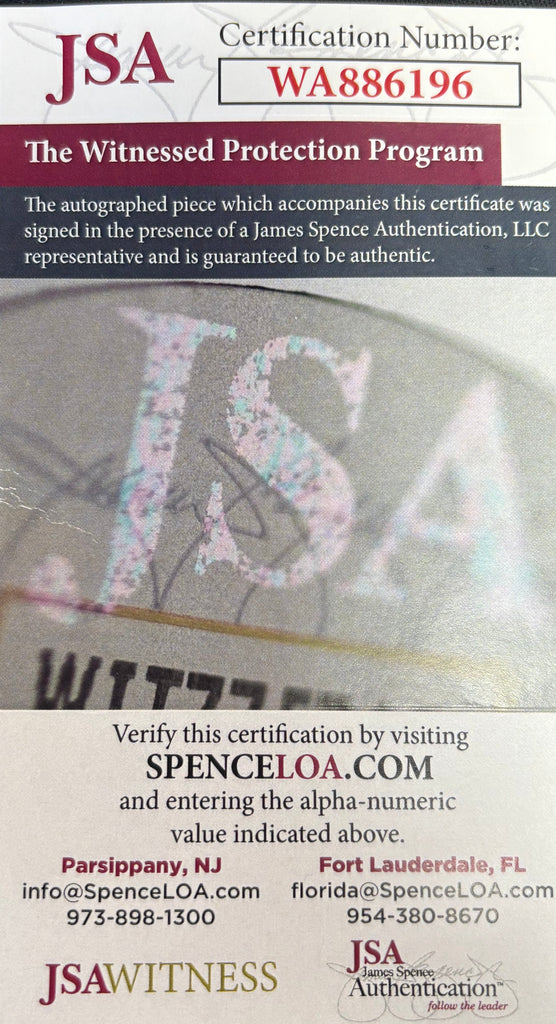 JSA
Certification Number:
WA886196
The Witnessed Protection Program
The autographed piece which accompanies this certificate was
signed in the presence of a James Spence Authentication, LLC
representative and is guaranteed to be authentic.
JSA
Verify this certification by visiting
SPENCELOA.COM
and entering the alpha-numeric
value indicated above.
Parsippany, NJ
info@SpenceLOA.com
973-898-1300
Fort Lauderdale, FL
florida@SpenceLOA.com
954-380-8670
JSAWITNESS
JSA
James Spence
Authentication™
follow the leader